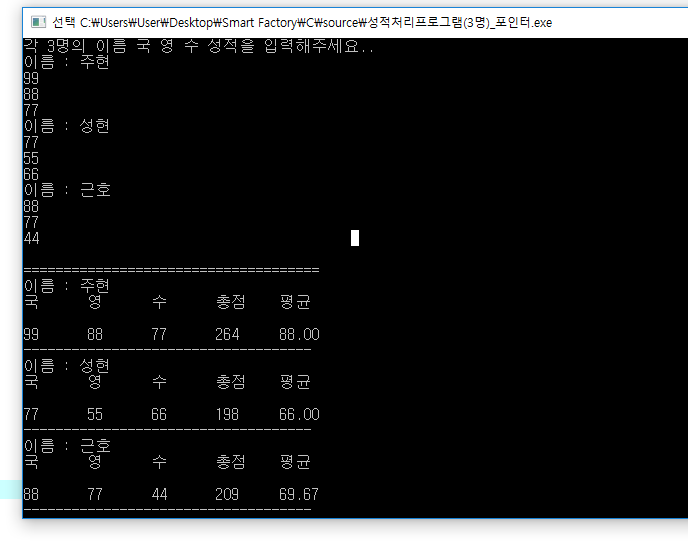 선택 C:₩Users₩User₩Desktop₩Smart Factory₩C₩source₩성적처리프로그램(3명)_포인터.exe
각 3명의 이름 국 영 수 성적을 입력해주세요..
이름 : 주현
99
88
77
이름 : 성현
77
55
66
이름 : 근호
88
77
44
=====================================
이름 : 주현
국 영 수 총점 평균
99 88 77 264 88.00
------------------------------------
이름 : 성현
국 영 수 총점 평균
77 55 66 198 66.00
------------------------------------
이름 : 근호
국 영 수 총점 평균
88 77 44 209 69.67
------------------------------------